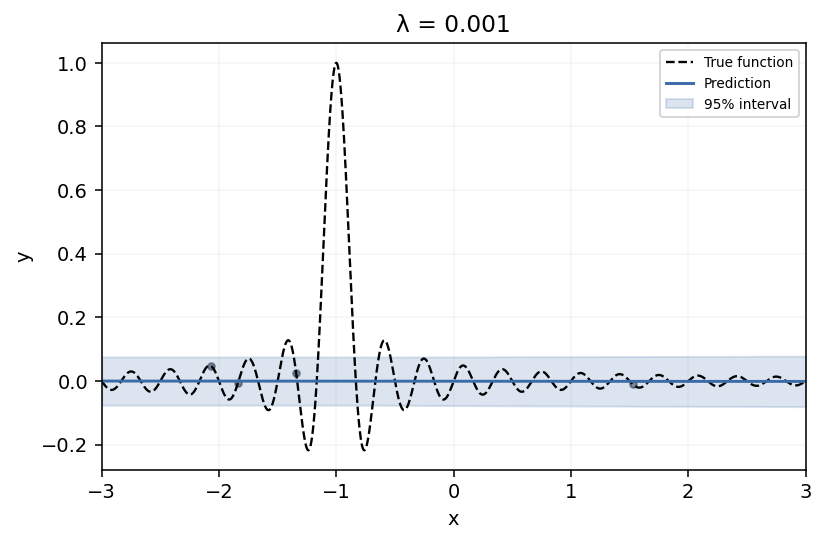 λ = 0.001
True function
Prediction
95% interval
y
1.0
0.8
0.6
0.4
0.2
0.0
−0.2
−3 −2 −1 0 1 2 3
x